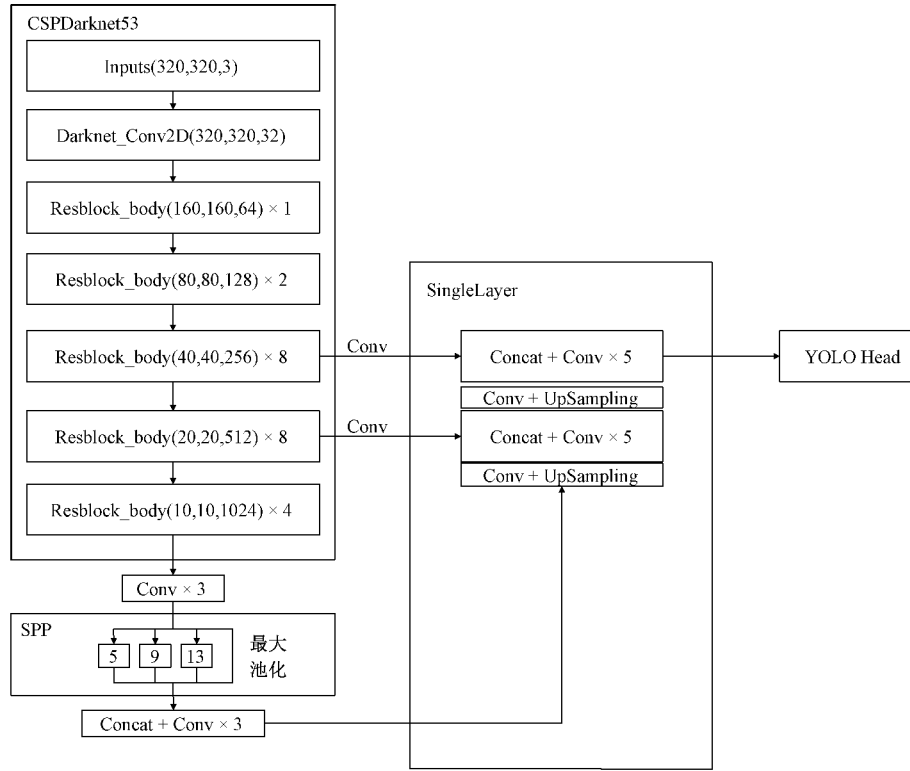 CSPDarknet53
Inputs(320,320,3)
Darknet_Conv2D(320,320,32)
Resblock_body(160,160,64) × 1
Resblock_body(80,80,128) × 2
Resblock_body(40,40,256) × 8
Resblock_body(20,20,512) × 8
Resblock_body(10,10,1024) × 4
Conv × 3
SPP
5
9
13
最大
池化
Concat + Conv × 3
Conv
Conv
SingleLayer
Concat + Conv × 5
Conv + UpSampling
Concat + Conv × 5
Conv + UpSampling
YOLO Head